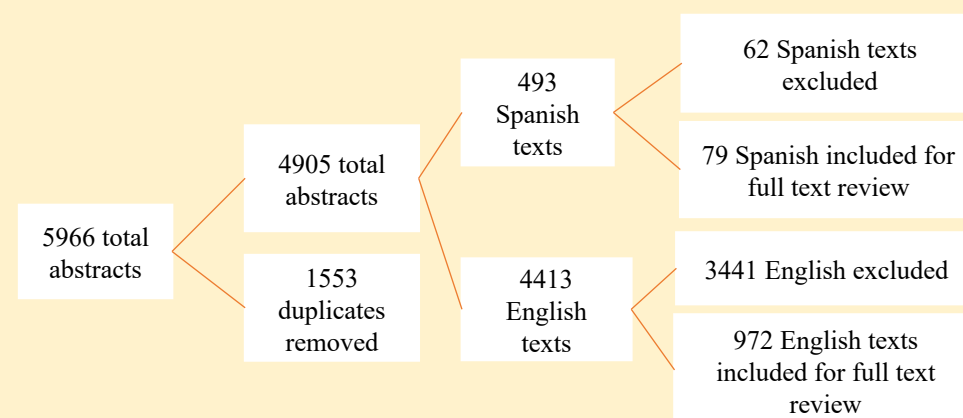 5966 total
abstracts
4905 total
abstracts
1553
duplicates
removed
493
Spanish
texts
4413
English
texts
62 Spanish texts
excluded
79 Spanish included for
full text review
3441 English excluded
972 English texts
included for full text
review